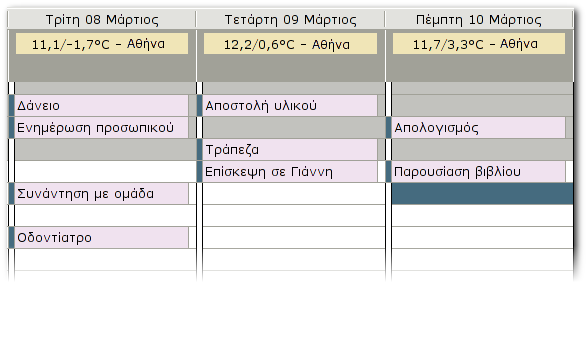 Τρίτη 08 Μάρτιος
Τετάρτη 09 Μάρτιος
Πέμπτη 10 Μάρτιος
11,1/-1,7°C - Αθήνα
12,2/0,6°C - Αθήνα
11,7/3,3°C - Αθήνα
Δάνειο
Αποστολή υλικού
Ενημέρωση προσωπικού
Απολογισμός
Τράπεζα
Επίσκεψη σε Γιάννη
Παρουσίαση βιβλίου
Συνάντηση με ομάδα
Οδοντίατρο